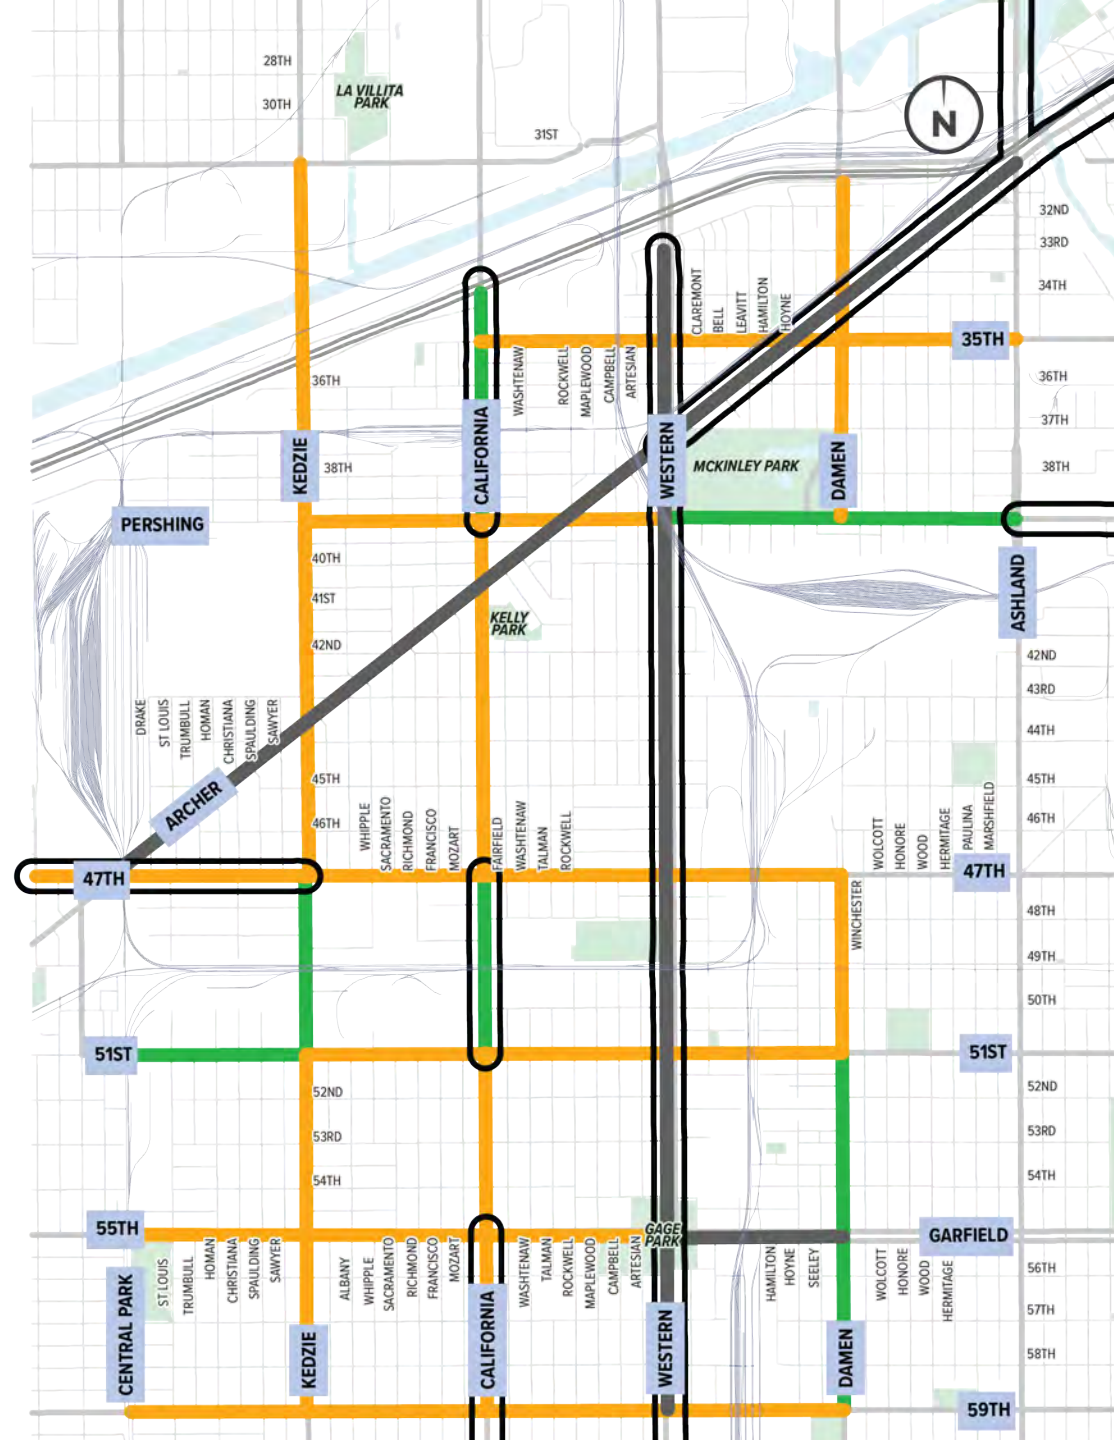 28TH
LA VILLITA
PARK
30TH
31ST
N
32ND
33RD
34TH
CLAREMONT
BELL
LEAVITT
HAMILTON
HOYNE
35TH
WASHTENAW
ROCKWELL
MAPLEWOOD
CAMPBELL
ARTESIAN
36TH
36TH
37TH
KEDZIE
CALIFORNIA
WESTERN
DAMEN
38TH
MCKINLEY PARK
38TH
PERSHING
40TH
ASHLAND
41ST
KELLY
PARK
42ND
42ND
43RD
DRAKE
ST LOUIS
TRUMBULL
HOMAN
CHRISTIANA
SPAULDING
SAWYER
44TH
45TH
45TH
ARCHER
46TH
46TH
WHIPPLE
SACRAMENTO
RICHMOND
FRANCISCO
MOZART
FAIRFIELD
WASHTENAW
TALMAN
ROCKWELL
WOLCOTT
HONORE
WOOD
HERMITAGE
PAULINA
MARSHFIELD
47TH
47TH
WINCHESTER
48TH
49TH
50TH
51ST
51ST
52ND
52ND
53RD
53RD
54TH
54TH
55TH
GAGE
PARK
GARFIELD
ST LOUIS
TRUMBULL
HOMAN
CHRISTIANA
SPAULDING
SAWYER
ALBANY
WHIPPLE
SACRAMENTO
RICHMOND
FRANCISCO
MOZART
WASHTENAW
TALMAN
ROCKWELL
MAPLEWOOD
CAMPBELL
ARTESIAN
HAMILTON
HOYNE
SEELEY
WOLCOTT
HONORE
WOOD
HERMITAGE
56TH
57TH
CENTRAL PARK
KEDZIE
CALIFORNIA
WESTERN
DAMEN
58TH
59TH